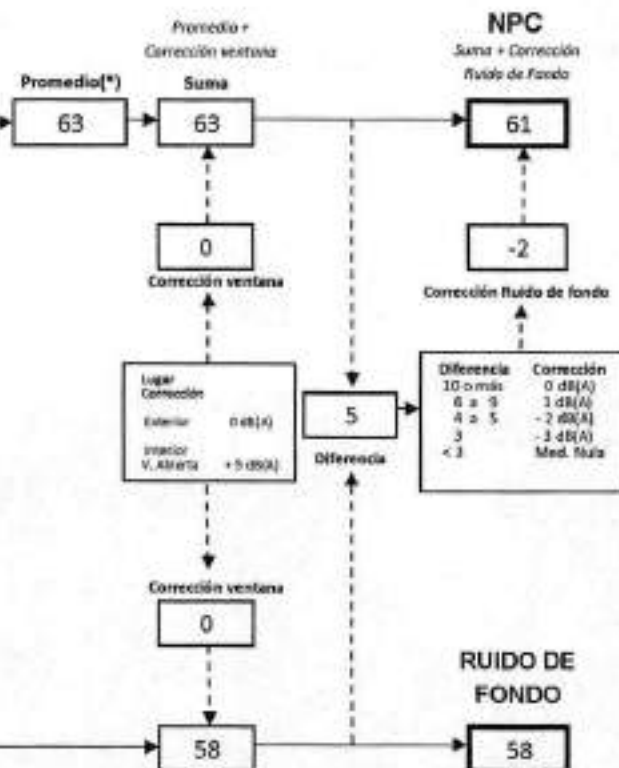 Promedio +
Corrección ventana
NPC
Suma + Corrección
Ruido de Fondo
Promedio(*)
Suma
63
63
61
0
-2
Corrección ventana
Corrección Ruido de fondo
Lugar
Corrección
Exterior 0 dB(A)
Interior
V. Abierta + 5 dB(A)
5
Diferencia
Diferencia Corrección
10 o más 0 dB(A)
6 a 9 1 dB(A)
4 a 5 - 2 dB(A)
3 - 3 dB(A)
< 3 Med. Nula
Corrección ventana
0
RUIDO DE
FONDO
58
58